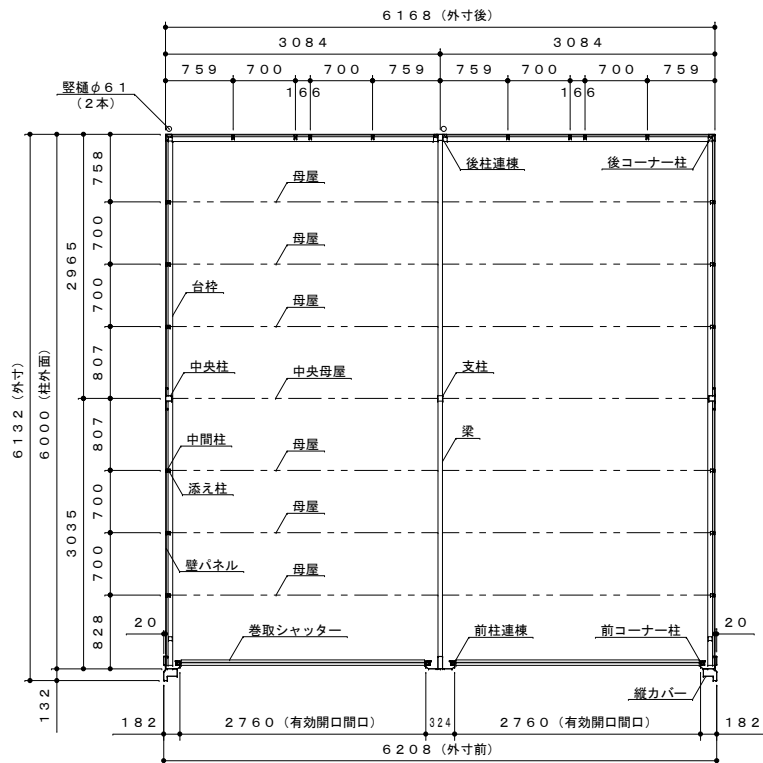 6168(外寸後)
3084 3084
759 700 700 759 759 700 700 759
166 166
竪樋φ61
(2本)
後柱連棟 後コーナー柱
758
700
700
807
807
700
700
828
2965
3035
6000(柱外面)
6132(外寸)
132
母屋
母屋
台枠
母屋
中央柱 中央母屋 支柱
中間柱 母屋 梁
添え柱
母屋
壁パネル
母屋
20 20
巻取シャッター 前柱連棟 前コーナー柱
縦カバー
182 2760(有効開口間口) 324 2760(有効開口間口) 182
6208(外寸前)